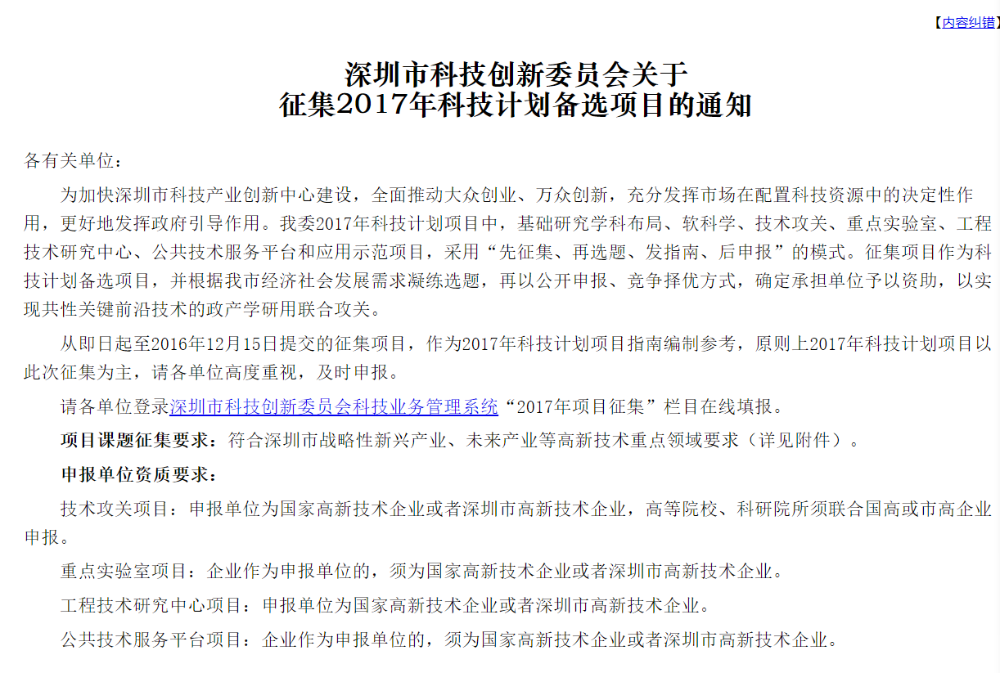 【内容纠错】
深圳市科技创新委员会关于
征集2017年科技计划备选项目的通知
各有关单位：
为加快深圳市科技产业创新中心建设，全面推动大众创业、万众创新，充分发挥市场在配置科技资源中的决定性作
用，更好地发挥政府引导作用。我委2017年科技计划项目中，基础研究学科布局、软科学、技术攻关、重点实验室、工程
技术研究中心、公共技术服务平台和应用示范项目，采用“先征集、再选题、发指南、后申报”的模式。征集项目作为科
技计划备选项目，并根据我市经济社会发展需求凝练选题，再以公开申报、竞争择优方式，确定承担单位予以资助，以实
现共性关键前沿技术的政产学研用联合攻关。
从即日起至2016年12月15日提交的征集项目，作为2017年科技计划项目指南编制参考，原则上2017年科技计划项目以
此次征集为主，请各单位高度重视，及时申报。
请各单位登录深圳市科技创新委员会科技业务管理系统“2017年项目征集”栏目在线填报。
项目课题征集要求：符合深圳市战略性新兴产业、未来产业等高新技术重点领域要求（详见附件）。
申报单位资质要求：
技术攻关项目：申报单位为国家高新技术企业或者深圳市高新技术企业，高等院校、科研院所须联合国高或市高企业
申报。
重点实验室项目：企业作为申报单位的，须为国家高新技术企业或者深圳市高新技术企业。
工程技术研究中心项目：申报单位为国家高新技术企业或者深圳市高新技术企业。
公共技术服务平台项目：企业作为申报单位的，须为国家高新技术企业或者深圳市高新技术企业。